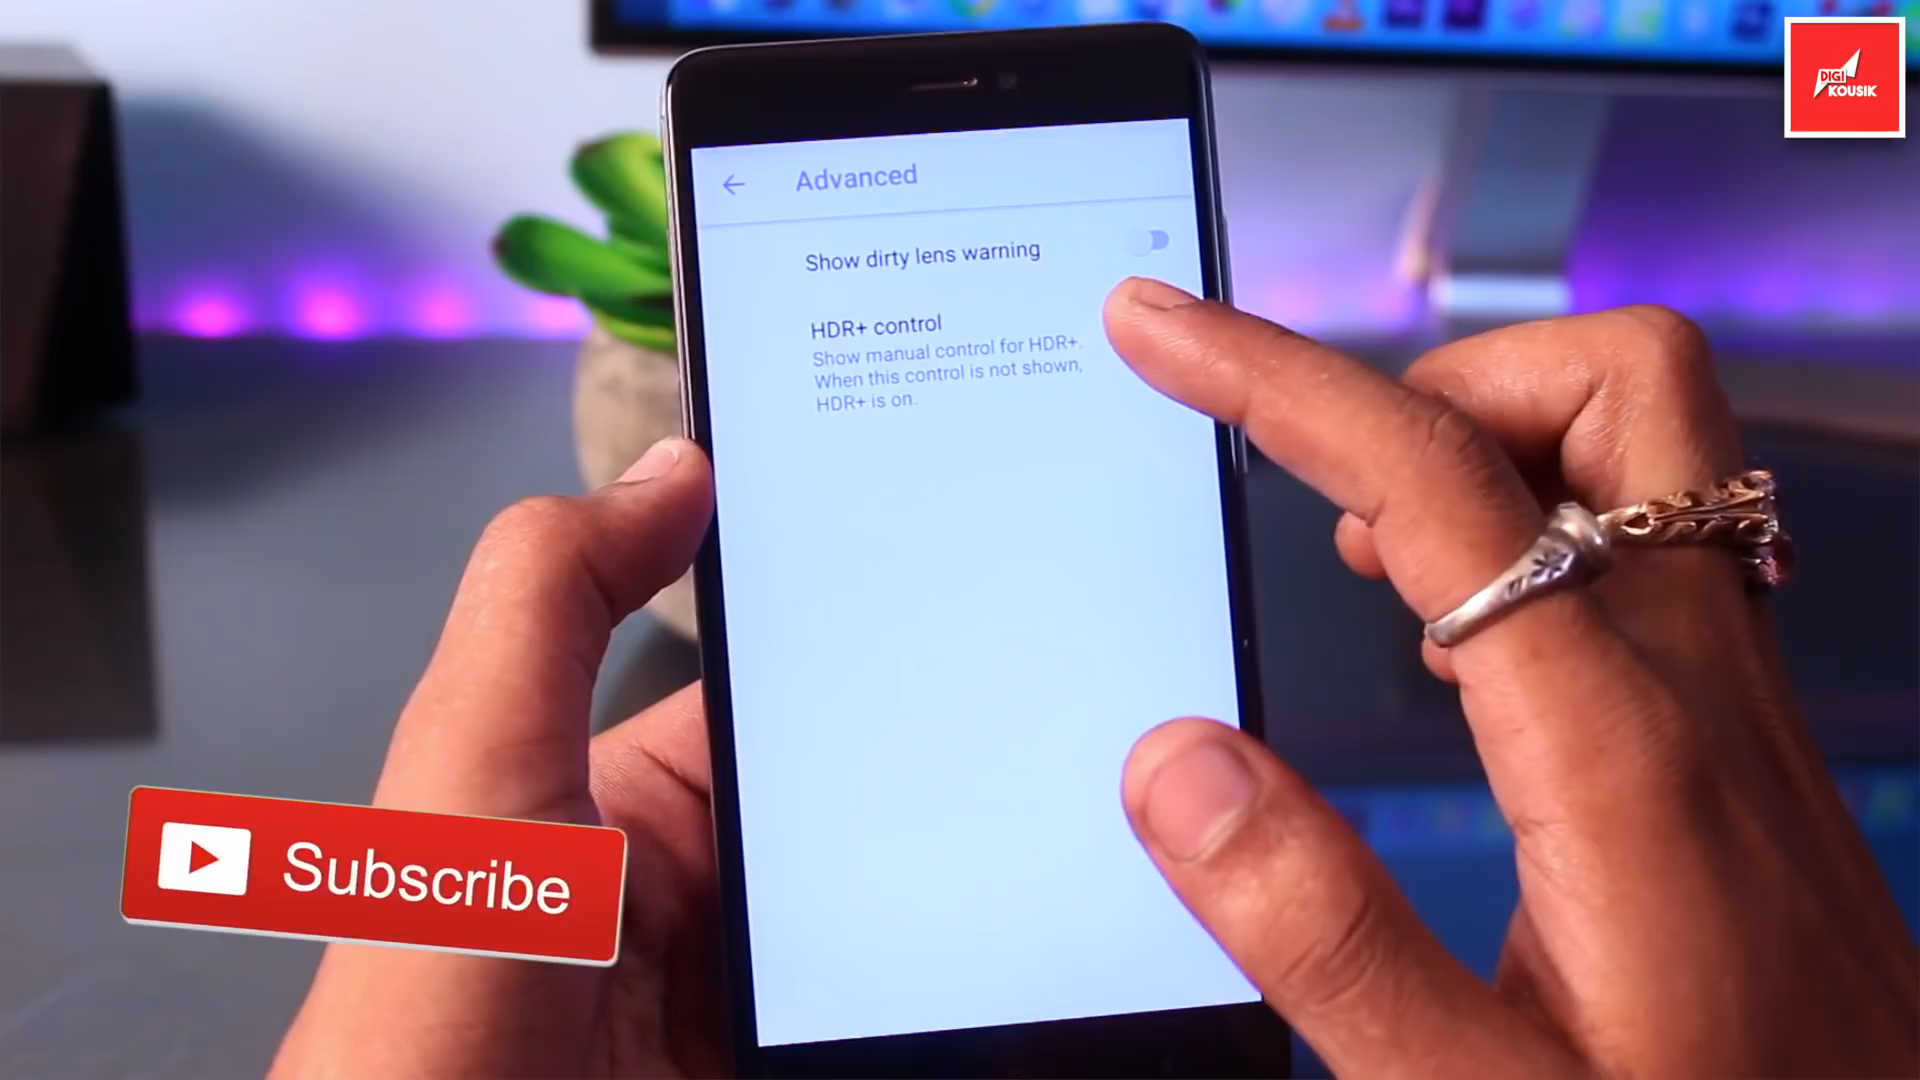 DIGI
KOUSIK
Advanced
Show dirty lens warning
HDR+ control
Show manual control for HDR+.
When this control is not shown,
HDR+ is on.
Subscribe